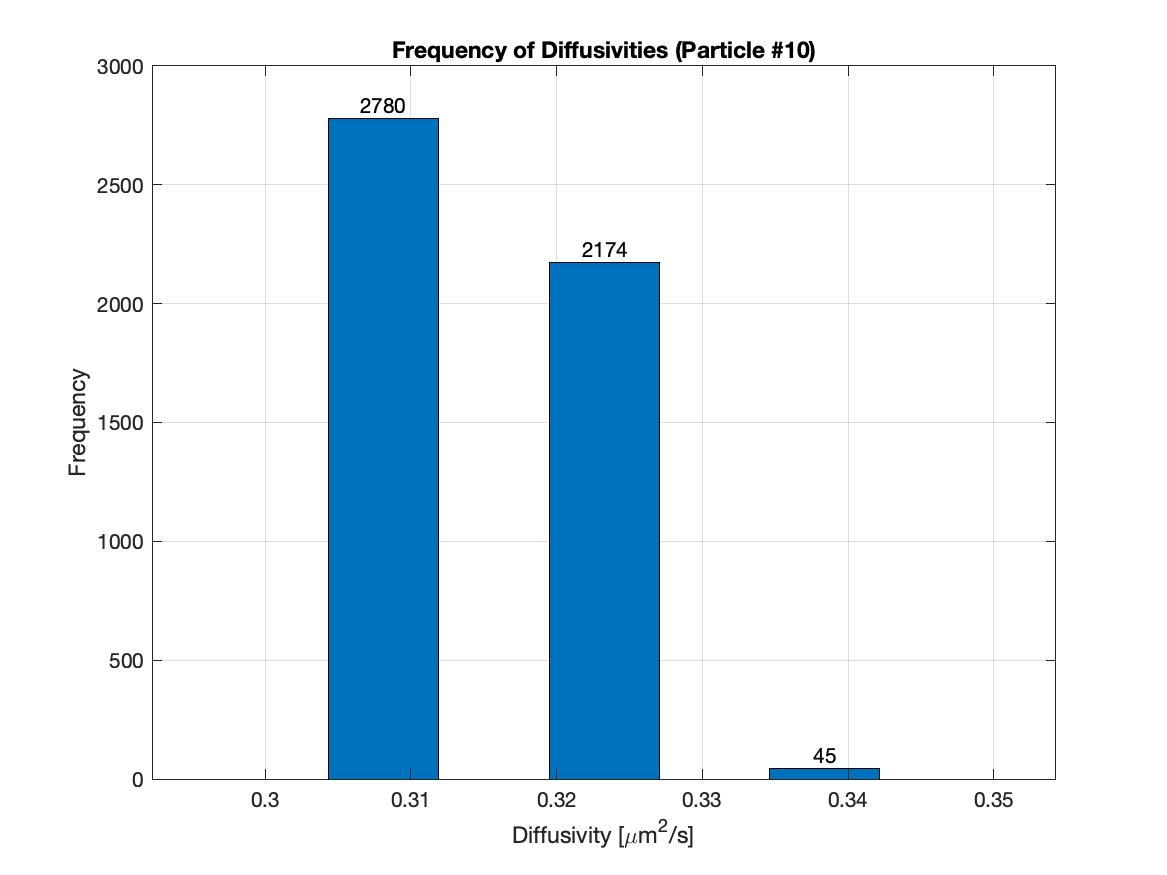 Frequency of Diffusivities (Particle #10)
3000
2500
2000
1500
1000
500
0
Frequency
2780
2174
45
0.3 0.31 0.32 0.33 0.34 0.35
Diffusivity [μm²/s]